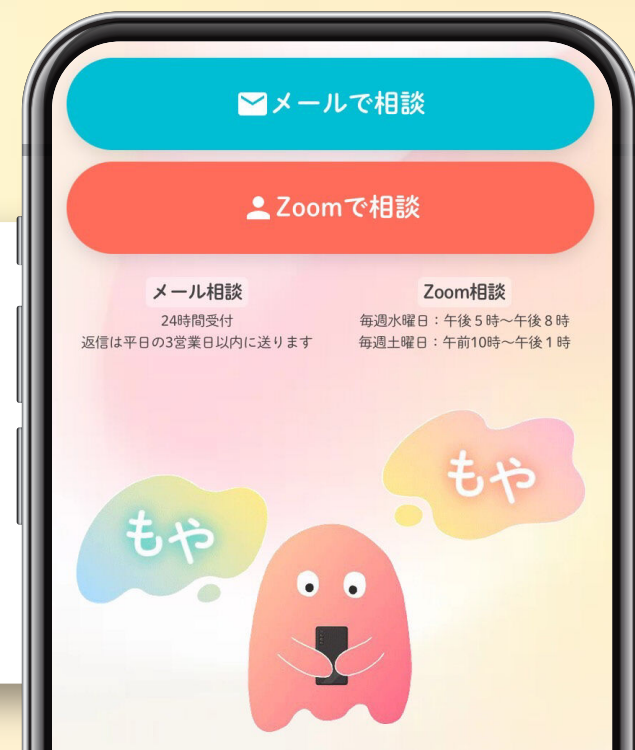 メールで相談
Zoomで相談
メール相談
24時間受付
返信は平日の3営業日以内に送ります
Zoom相談
毎週水曜日：午後５時～午後８時
毎週土曜日：午前10時～午後１時
もや
もや